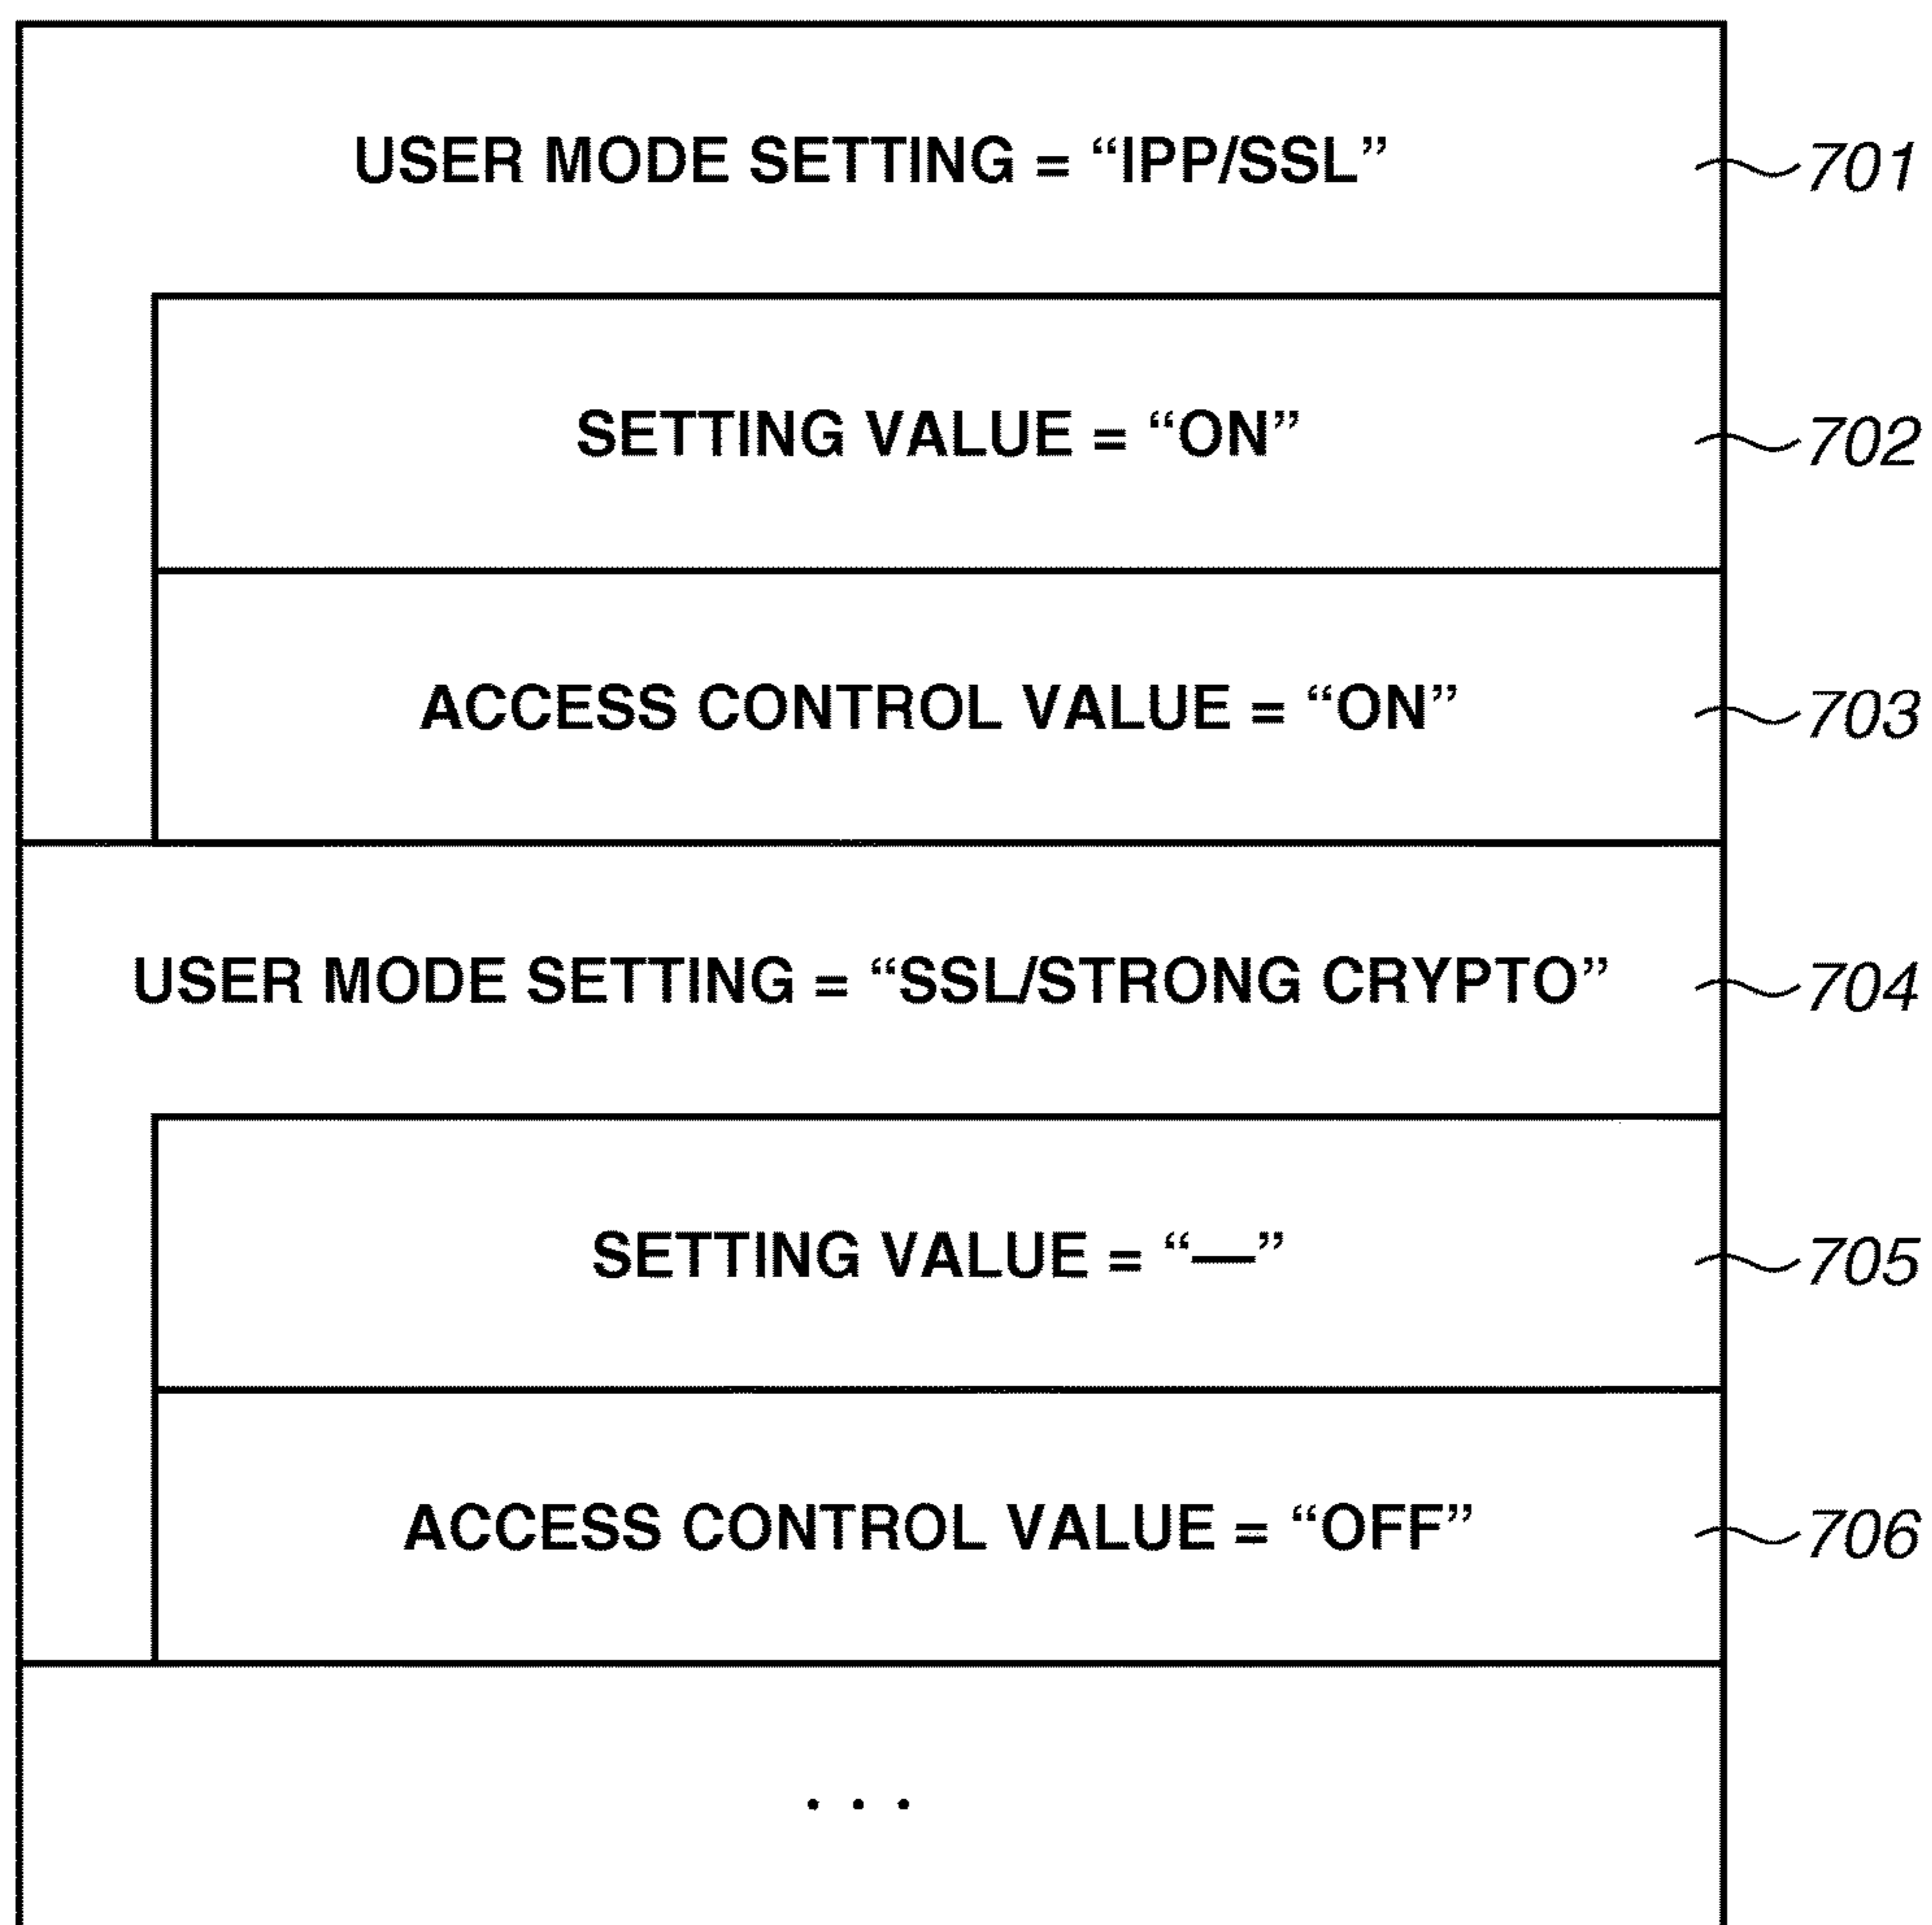 USER MODE SETTING = “IPP/SSL” 701
SETTING VALUE = “ON” 702
ACCESS CONTROL VALUE = “ON” 703
USER MODE SETTING = “SSL/STRONG CRYPTO” 704
SETTING VALUE = “—” 705
ACCESS CONTROL VALUE = “OFF” 706
. . .